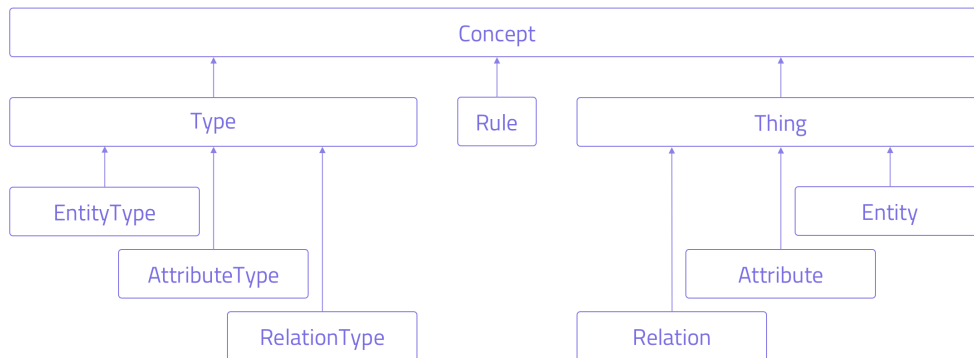 Concept
Type
Rule
Thing
EntityType
Entity
AttributeType
Attribute
RelationType
Relation